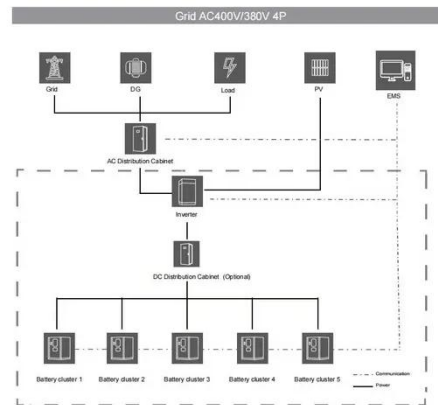 Grid AC400V/380V 4P
Grid
DG
Load
PV
EMS
AC Distribution Cabinet
Inverter
DC Distribution Cabinet (Optional)
Battery cluster 1
Battery cluster 2
Battery cluster 3
Battery cluster 4
Battery cluster 5
Communication
Power